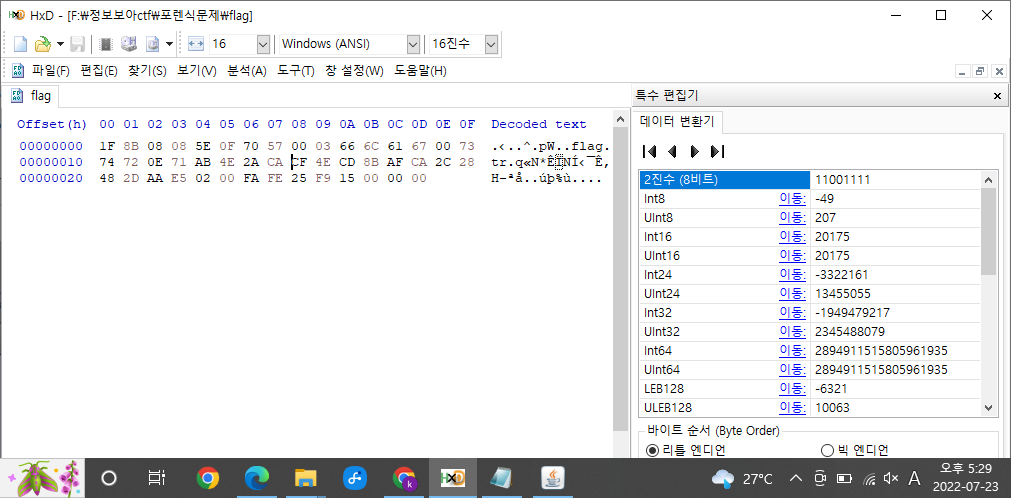 HxD - [F:\정보보아ctf\포렌식문제\flag]
16 Windows (ANSI) 16진수
파일(F) 편집(E) 찾기(S) 보기(V) 분석(A) 도구(T) 창 설정(W) 도움말(H)
flag
Offset(h) 00 01 02 03 04 05 06 07 08 09 0A 0B 0C 0D 0E 0F Decoded text
00000000 1F 8B 08 08 5E 0F 70 57 00 03 66 6C 61 67 00 73 .‹..^.pW..flag.s
00000010 74 72 0E 71 AB 4E 2A CA CF 4E CD 8B AF CA 2C 28 tr.q«N*ÊÏNÍ‹¯Ê,
00000020 48 2D AA E5 02 00 FA FE 25 F9 15 00 00 00 H-ªå..úþ%ù....
특수 편집기
데이터 변환기
2진수 (8비트) 11001111
Int8 이동: -49
UInt8 이동: 207
Int16 이동: 20175
UInt16 이동: 20175
Int24 이동: -3322161
UInt24 이동: 13455055
Int32 이동: -1949479217
UInt32 이동: 2345488079
Int64 이동: 2894911515805961935
UInt64 이동: 2894911515805961935
LEB128 이동: -6321
ULEB128 이동: 10063
바이트 순서 (Byte Order)
리틀 엔디언 빅 엔디언
27°C A 오후 5:29
2022-07-23